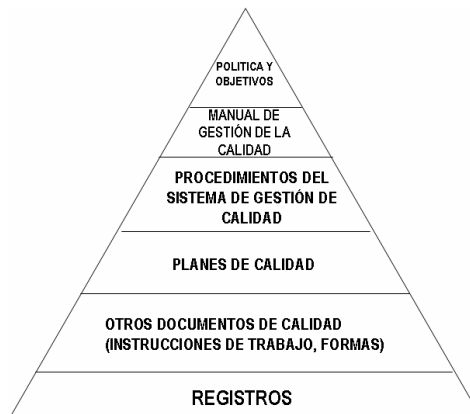 POLITICA Y
OBJETIVOS
MANUAL DE
GESTIÓN DE LA
CALIDAD
PROCEDIMIENTOS DEL
SISTEMA DE GESTIÓN DE
CALIDAD
PLANES DE CALIDAD
OTROS DOCUMENTOS DE CALIDAD
(INSTRUCCIONES DE TRABAJO, FORMAS)
REGISTROS